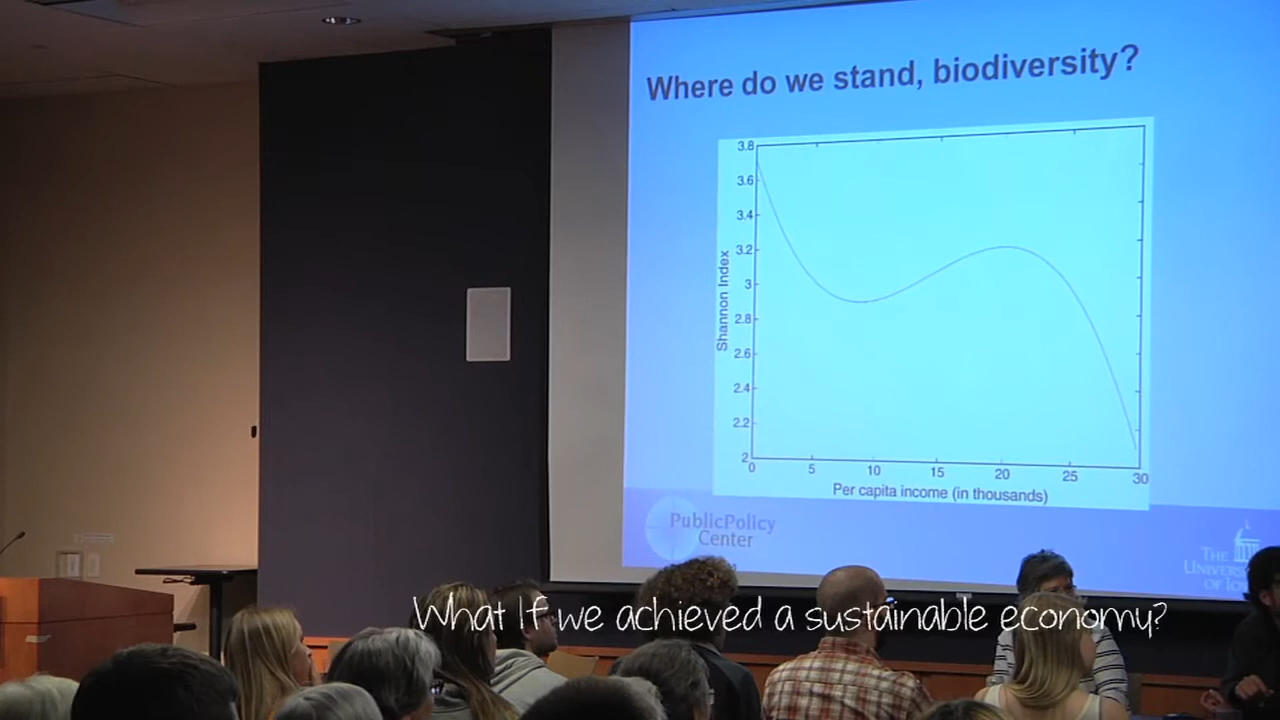 Where do we stand, biodiversity?
3.8
3.6
3.4
3.2
3
2.8
2.6
2.4
2.2
2
Shannon Index
0 5 10 15 20 25 30
Per capita income (in thousands)
PublicPolicy
Center
THE
OF
What If we achieved a sustainable economy?